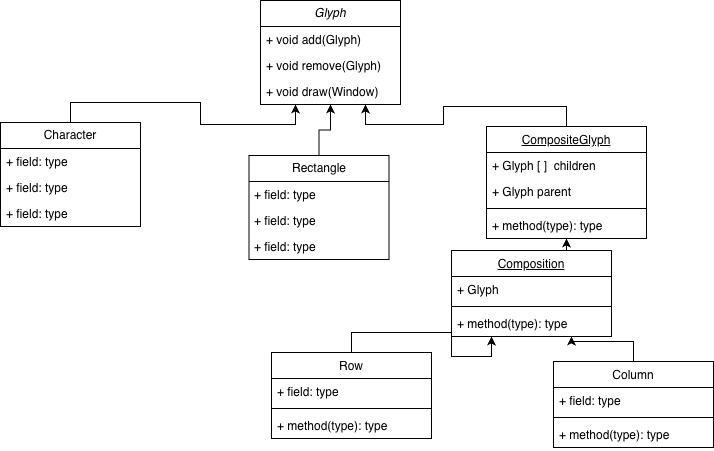 Glyph
+ void add(Glyph)
+ void remove(Glyph)
+ void draw(Window)
Character
+ field: type
+ field: type
+ field: type
Rectangle
+ field: type
+ field: type
+ field: type
CompositeGlyph
+ Glyph [ ] children
+ Glyph parent
+ method(type): type
Composition
+ Glyph
+ method(type): type
Row
+ field: type
+ method(type): type
Column
+ field: type
+ method(type): type